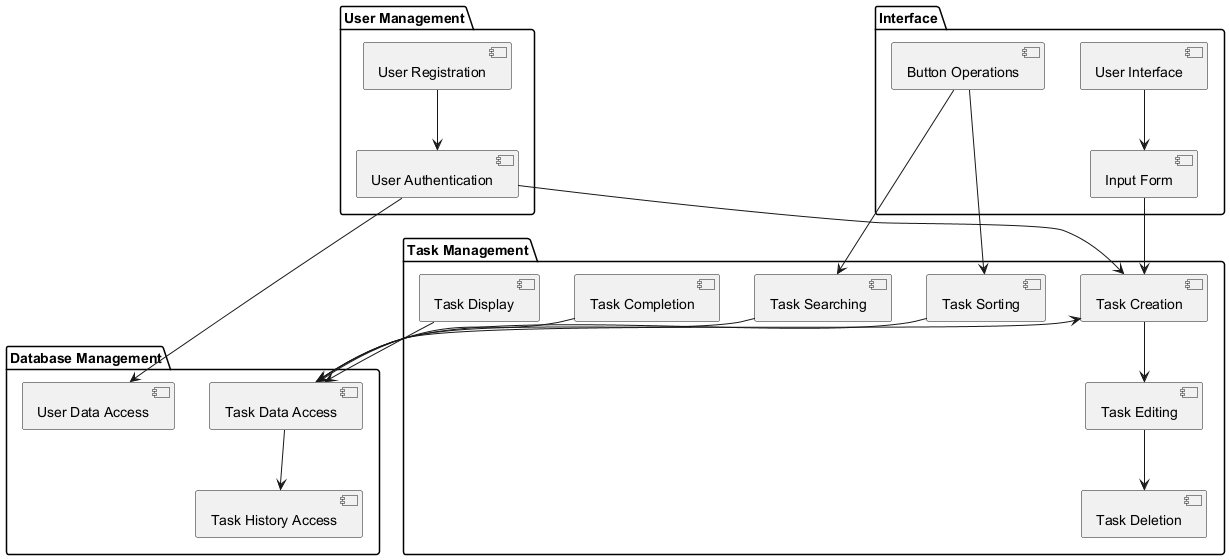 User Management
Interface
User Registration
Button Operations
User Interface
User Authentication
Input Form
Task Management
Task Display
Task Completion
Task Searching
Task Sorting
Task Creation
Database Management
User Data Access
Task Data Access
Task Editing
Task History Access
Task Deletion